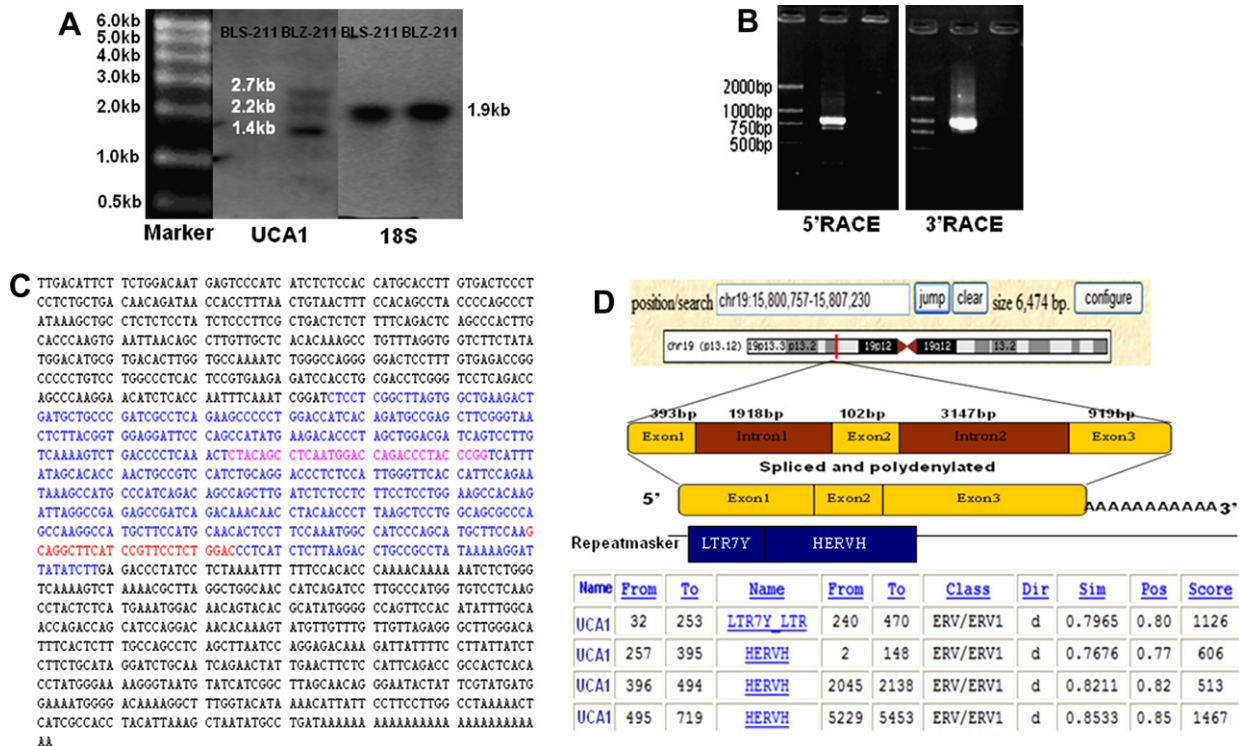 A
BLS-211 BLZ-211 BLS-211 BLZ-211
6.0kb
5.0kb
4.0kb
3.0kb
2.0kb
1.0kb
0.5kb
2.7kb
2.2kb
1.4kb
1.9kb
Marker UCA1 18S
B
2000bp
1000bp
750bp
500bp
5'RACE 3'RACE
C
TTGACATTCT TCTGGACAAT GAGTCCCATC ATCTCTCCAC CATGCACCTT GTGACTCCCT
CCTCTGCTGA CAACAGATAA CCACCTTTAA CTGTAACTTT CCACAGCCTA CCCCAGCCCT
ATAAAGCTGC CCTCTCTCCTA TCTCCCTTCG CTGACTCTCT TTTCAGACTC AGCCCACTTG
CACCCAAGTG AATTAACAGC CTTGTTGCTC ACACAAAGCC TGTTTAGGTG GTCTTCTATA
TGGACATGCG TGACACTTGG TGCCAAAATC TGGGCCAGGG GGACTCCTTT GTGAGACCGG
CCCCCTGTCC TGGCCCTCAC TCCGTGAAGA GATCCACCTG CGACCTCGGG TCCTCAGACC
AGCCCAAGGA ACATCTCACC AATTTCAAAT CGGATCTCCT CGGCTTAGTG GCTGAAGACT
GATGCTGCCC GATCGCCTCA GAAGCCCCCT GGACCATCAC AGATGCCGAG CTTCGGGTAA
CTCTTACGGT GGAGGATTCC CAGCCATATG AAGACACCCT AGCTGGACGA TCAGTCCTTG
TCAAAAGTCT GACCCCTCAA ACTCTACAGC CCTCAATGGAC CAGACCCTAC CCGGTCATTT
ATAGCACACC AACTGCCGTC CATCTGCAGG ACCCTCTCCA TTGGGTTCAC CATTCCAGAA
TAAAGCCATG CCCATCAGAC AGCCAGCTTG ATCTCTCCTC TTCCTCCTGG AAGCCACAAG
ATTAGGCCGA GAGCCGATCA GACAAACAAC CCTACAACTC TTAAGCTCCT GGCAGCGCCCA
GCCAAGGCCA TGCTTCCATG CAACACTCCT TCCAAATGGC CATCCCAGCA TGCTTCCAAG
CAGGCTTCAT CCGTTCCTCT GGACCCTCAT CTCTTAAGAC CTGCCGCCTA TAAAAAGGAT
TATATCTTGA GACCCTATCC TCTAAAATTT TTTCCACACC CAAAACAAAA AATCTCTGGG
TCAAAAGTCT AAAACGCTTA GGCTGGCAAC CATCAGATCC TTGCCCATGG TGTCCTCAAG
CCTACTCTCA TGAAATGGAC AACAGTACAC GCATATGGGG CCAGTTCCAC ATATTTGGCA
ACCAGACCAG CATCCAGGAC AACACAAAGT ATGTTGTTTG TTGTTAGAGG GCTTGGGACA
TTTCACTCTT TGCCAGCCTC AGCTTAATCC AGGAGACAAA GATTATTTTC CTTATTATCT
CTTCTGCATA GGATCTGCAA TCAGAACTAT TGAACTTCTC CATTCAGACC GCCACTCACA
CCTATGGGAA AAGGGTAATG TATCATCGGC TTAGCAACAG GGAATACTAT TCGTATGATG
GAAAATGGGG ACAAAAGGCT TTGGTACATA AAACATTATT CCTTCCTTGG CCTAAAAACT
CATCGCCACC TACATTAAAG CTAATATGCC TGATAAAAAA AAAAAAAAAA AAAAAAAAAA
AA
D
position/search chr19:15,800,757-15,807,230 jump clear size 6,474 bp. configure
chr19 (p13.12) 19p13.3 p13.2 19p12 19q12 13.2
393bp 1918bp 102bp 3147bp 919bp
Exon1 Intron1 Exon2 Intron2 Exon3
Spliced and polydenylated
5' Exon1 Exon2 Exon3 AAAAAAAAAAA 3'
Repeatmasker LTR7Y HERVH
Name From To Name From To Class Dir Sim Pos Score
UCA1 32 253 LTR7Y_LTR 240 470 ERV/ERV1 d 0.7965 0.80 1126
UCA1 257 395 HERVH 2 148 ERV/ERV1 d 0.7676 0.77 606
UCA1 396 494 HERVH 2045 2138 ERV/ERV1 d 0.8211 0.82 513
UCA1 495 719 HERVH 5229 5453 ERV/ERV1 d 0.8533 0.85 1467